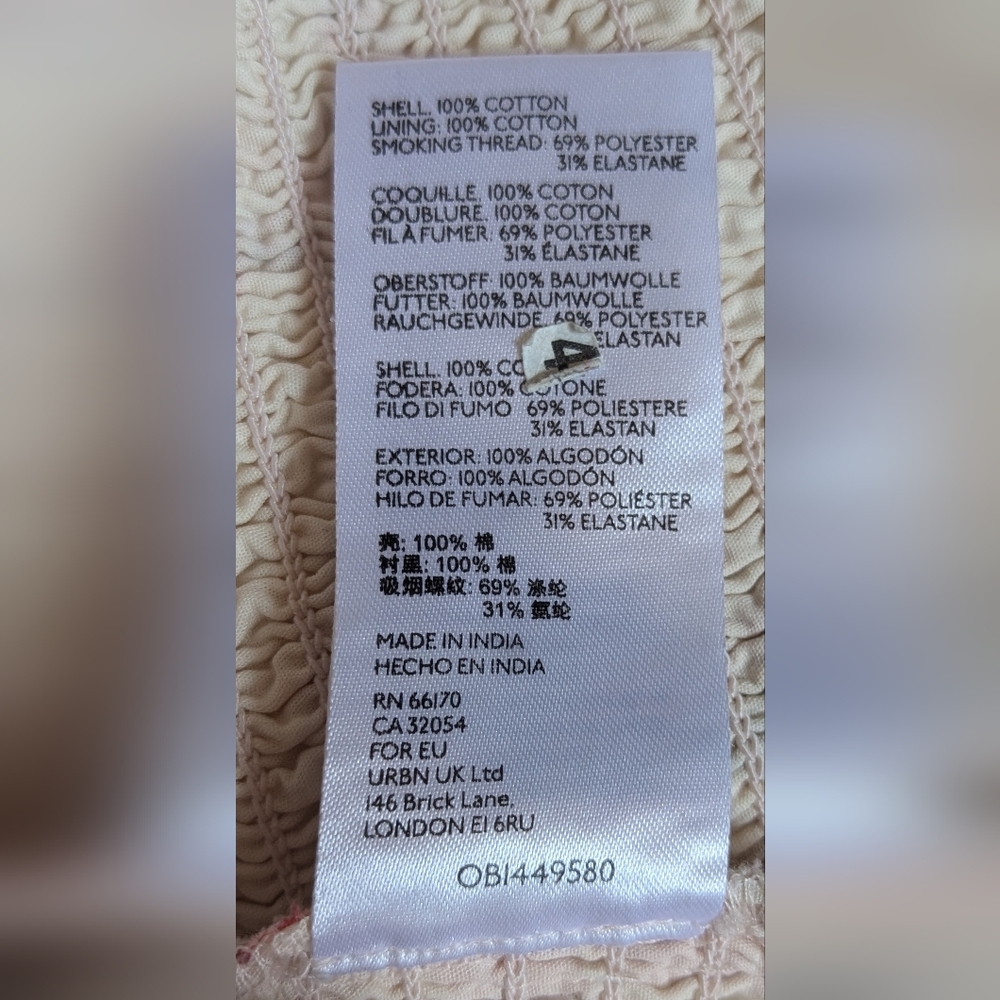 SHELL: 100% COTTON
LINING: 100% COTTON
SMOKING THREAD: 69% POLYESTER
31% ELASTANE
COQUILLE: 100% COTON
DOUBLURE: 100% COTON
FIL À FUMER: 69% POLYESTER
31% ÉLASTANE
OBERSTOFF: 100% BAUMWOLLE
FUTTER: 100% BAUMWOLLE
RAUCHGEWINDE: 69% POLYESTER
ELASTAN
4
SHELL: 100%
FODERA: 100% COTONE
FILO DI FUMO 69% POLIESTERE
31% ELASTAN
EXTERIOR: 100% ALGODÓN
FORRO: 100% ALGODÓN
HILO DE FUMAR: 69% POLIÉSTER
31% ELASTANE
壳: 100% 棉
衬里: 100% 棉
吸烟螺紋: 69% 涤纶
31% 氨纶
MADE IN INDIA
HECHO EN INDIA
RN 66170
CA 32054
FOR EU
URBN UK Ltd
146 Brick Lane,
LONDON E1 6RU
OB1449580